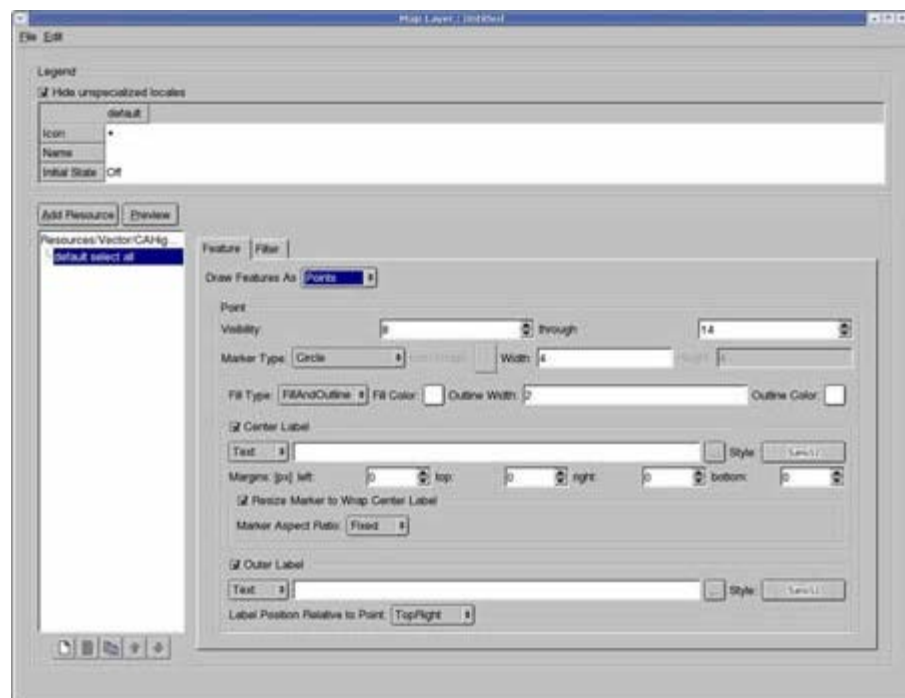 Map Layer: Untitled
File Edit
Legend
Hide unspecialized locales
default
Icon
Name
Initial State Off
Add Resource Preview
Resources/Vector/CAHig...
default select all
Feature Filter
Draw Features As Points
Point
Visibility: 8 through 14
Marker Type: Circle Width: 4
Fill Type: FillAndOutline Fill Color: Outline Width: 2 Outline Color:
Center Label
Text ... Style:
Margins: [px] left: 0 top: 0 right: 0 bottom: 0
Resize Marker to Wrap Center Label
Marker Aspect Ratio: Fixed
Outer Label
Text ... Style:
Label Position Relative to Point: TopRight